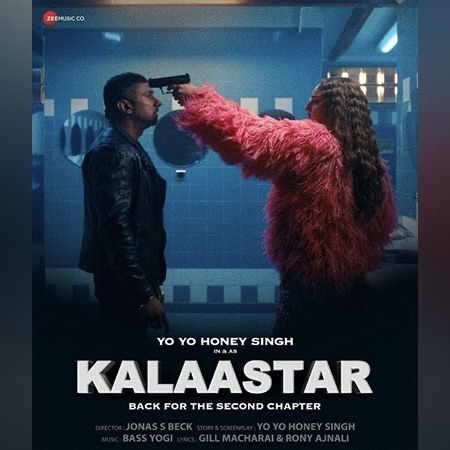 ZEEMUSIC CO.
YO YO HONEY SINGH
IN & AS
KALAASTAR
BACK FOR THE SECOND CHAPTER
DIRECTOR : JONAS S BECK STORY & SCREENPLAY : YO YO HONEY SINGH
MUSIC : BASS YOGI LYRICS : GILL MACHARAI & RONY AJNALI